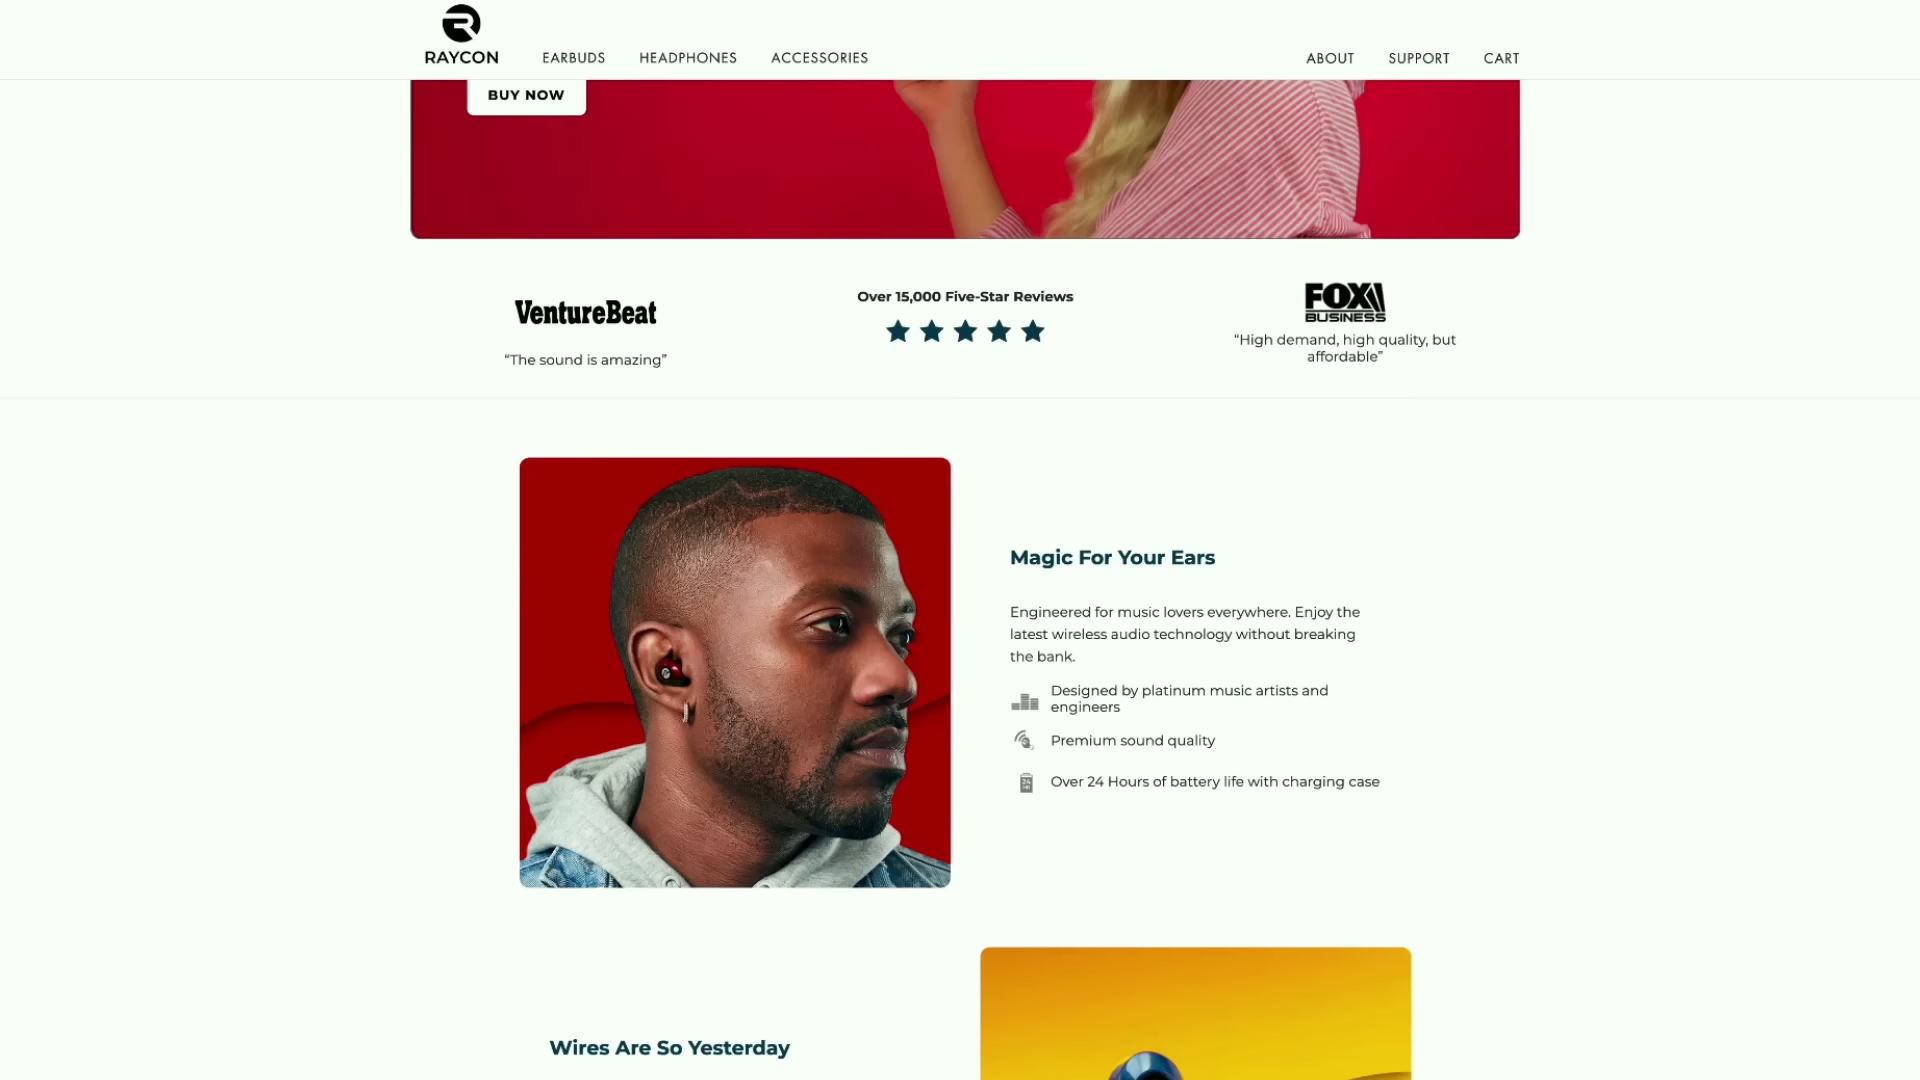 RAYCON
EARBUDS
HEADPHONES
ACCESSORIES
ABOUT
SUPPORT
CART
BUY NOW
VentureBeat
“The sound is amazing”
Over 15,000 Five-Star Reviews
FOX
BUSINESS
“High demand, high quality, but
affordable”
Magic For Your Ears
Engineered for music lovers everywhere. Enjoy the
latest wireless audio technology without breaking
the bank.
Designed by platinum music artists and
engineers
Premium sound quality
Over 24 Hours of battery life with charging case
Wires Are So Yesterday